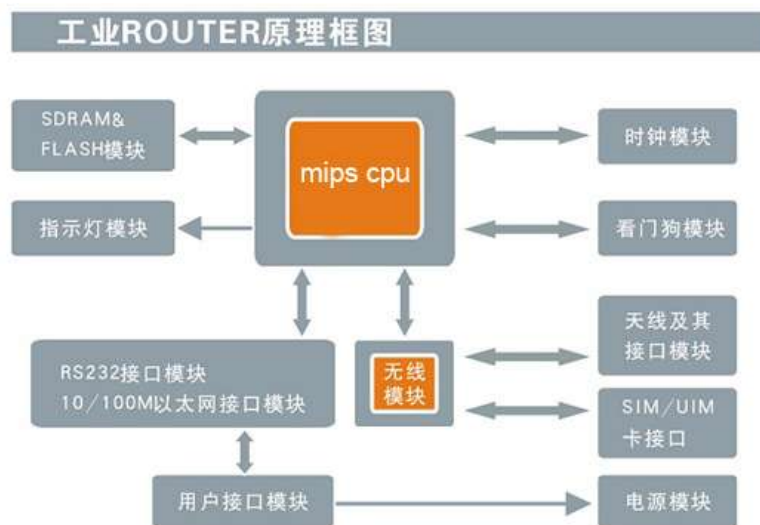 工业ROUTER原理框图
SDRAM&
FLASH模块
mips cpu
时钟模块
指示灯模块
看门狗模块
RS232接口模块
10/100M以太网接口模块
无线
模块
天线及其
接口模块
SIM/UIM
卡接口
用户接口模块
电源模块